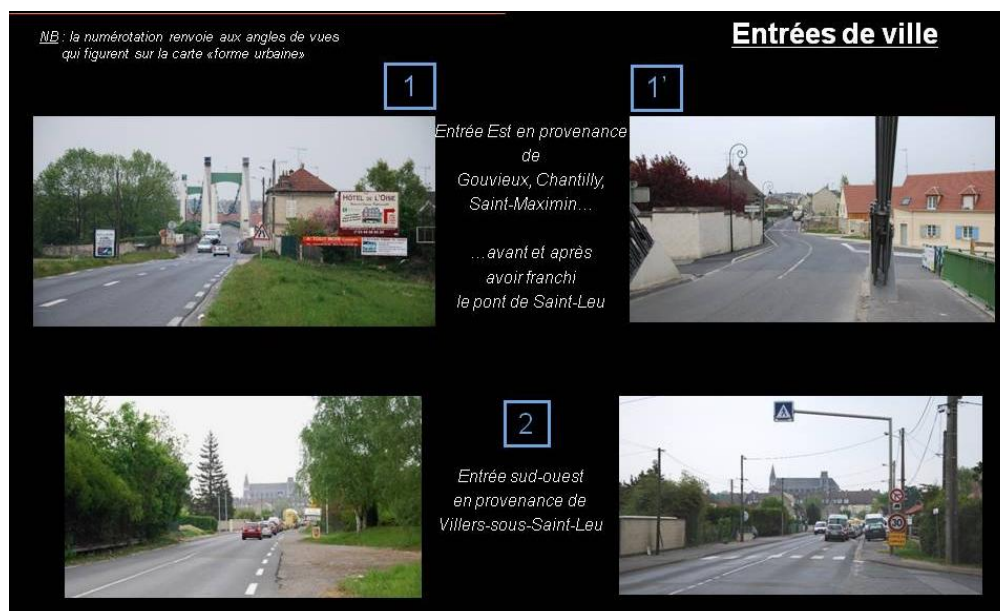 Entrées de ville
NB : la numérotation renvoie aux angles de vues
qui figurent sur la carte «forme urbaine»
1
1’
Entrée Est en provenance
de
Gouvieux, Chantilly,
Saint-Maximin…
…avant et après
avoir franchi
le pont de Saint-Leu
HOTEL DE L'OISE
2
Entrée sud-ouest
en provenance de
Villers-sous-Saint-Leu
30